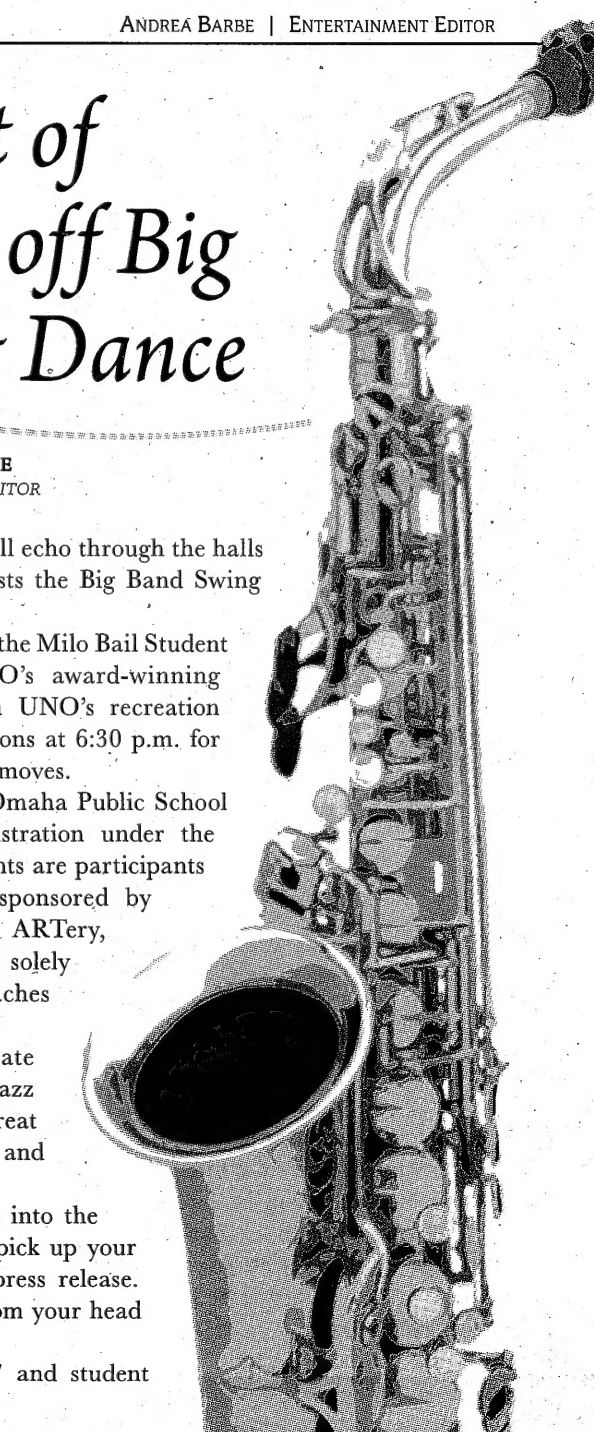 ANDREA BARBE | ENTERTAINMENT EDITOR
of
off Big
Dance
ll echo through the halls
sts the Big Band Swing
the Milo Bail Student
O's award-winning
UNO's recreation
ons at 6:30 p.m. for
moves.
Omaha Public School
istration under the
nts are participants
sponsored by
ARTery,
solely
ches
ate
azz
reat
and
into the
pick up your
press release.
om your head
and student